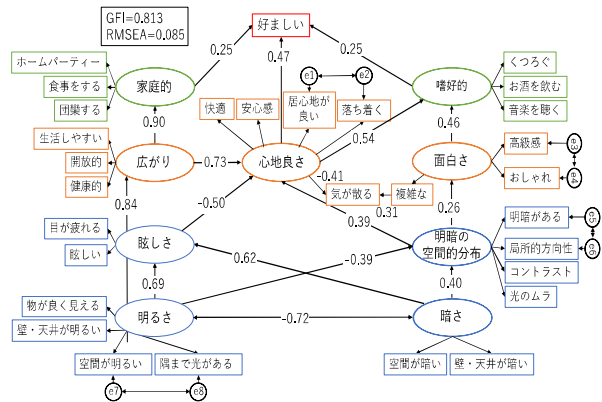 GFI=0.813
RMSEA=0.085
好ましい
0.25
0.47
0.25
ホームパーティー
食事をする
団欒する
家庭的
e1
e2
快適
安心感
居心地が
良い
落ち着く
嗜好的
くつろぐ
お酒を飲む
音楽を聴く
0.90
0.54
0.46
生活しやすい
開放的
健康的
広がり
0.73
心地良さ
面白さ
高級感
おしゃれ
e3
e4
-0.41
気が散る
複雑な
0.31
0.84
-0.50
0.39
0.26
目が疲れる
眩しい
眩しさ
明暗の
空間的分布
明暗がある
局所的方向性
コントラスト
光のムラ
e5
e6
0.62
-0.39
0.69
0.40
物が良く見える
壁・天井が明るい
明るさ
-0.72
暗さ
空間が明るい
隅まで光がある
空間が暗い
壁・天井が暗い
e7
e8